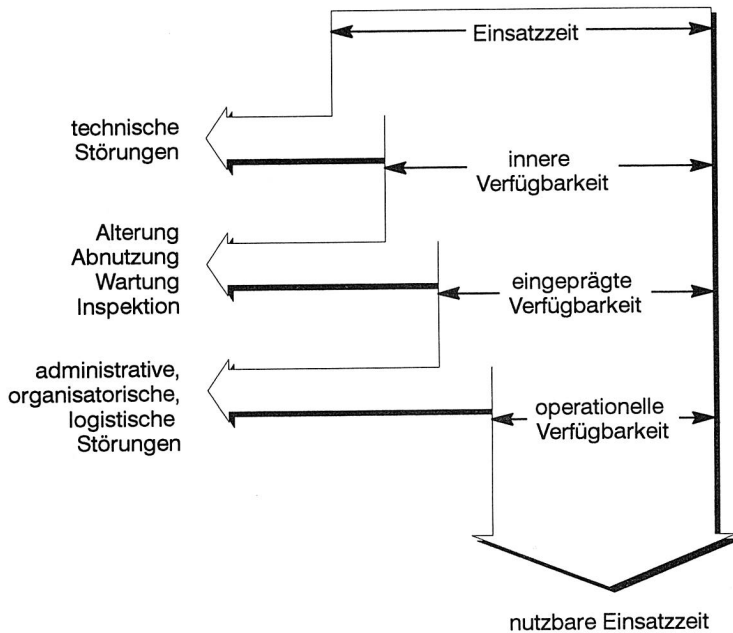 Einsatzzeit
technische
Störungen
innere
Verfügbarkeit
Alterung
Abnutzung
Wartung
Inspektion
eingeprägte
Verfügbarkeit
administrative,
organisatorische,
logistische
Störungen
operationelle
Verfügbarkeit
nutzbare Einsatzzeit